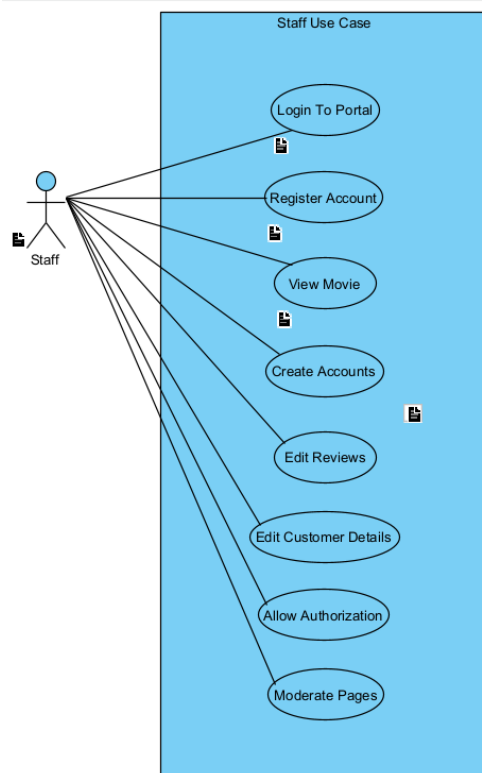 Staff Use Case
Login To Portal
Register Account
Staff
View Movie
Create Accounts
Edit Reviews
Edit Customer Details
Allow Authorization
Moderate Pages